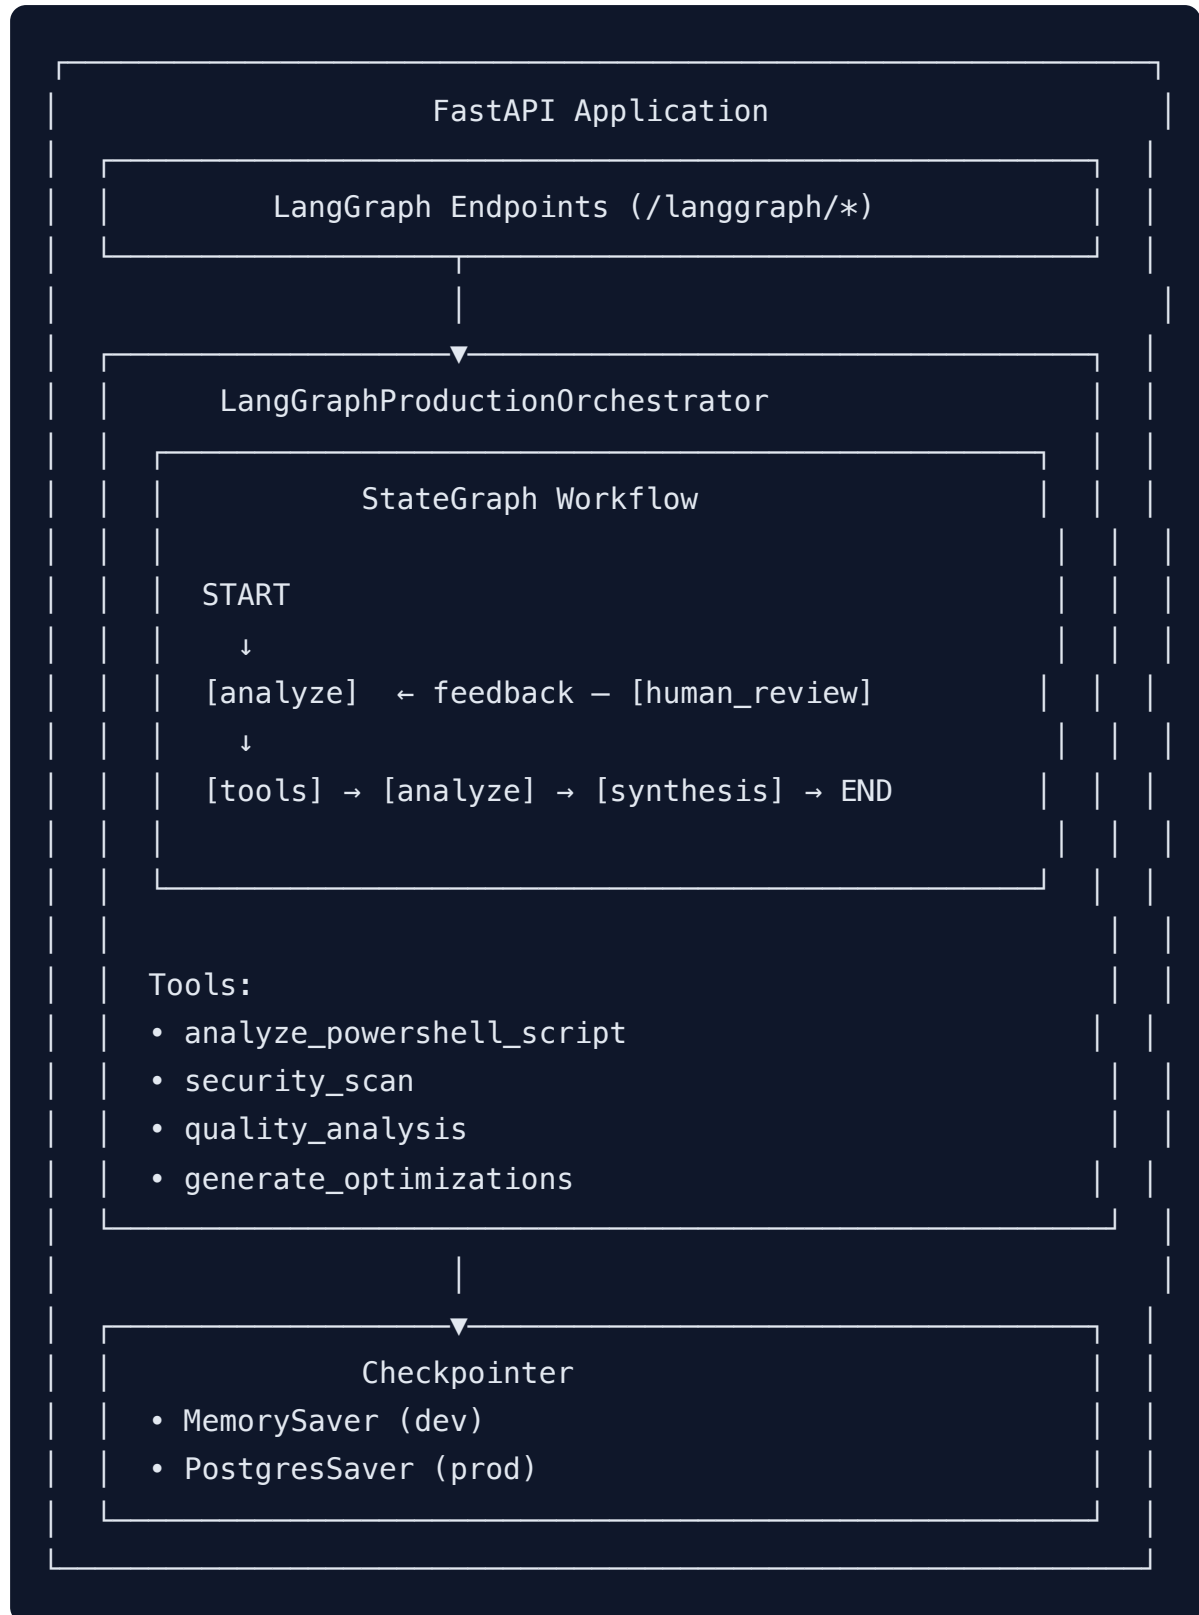 FastAPI Application
LangGraph Endpoints (/langgraph/*)
LangGraphProductionOrchestrator
StateGraph Workflow
START
↓
[analyze] ← feedback — [human_review]
↓
[tools] → [analyze] → [synthesis] → END
Tools:
• analyze_powershell_script
• security_scan
• quality_analysis
• generate_optimizations
Checkpointer
• MemorySaver (dev)
• PostgresSaver (prod)